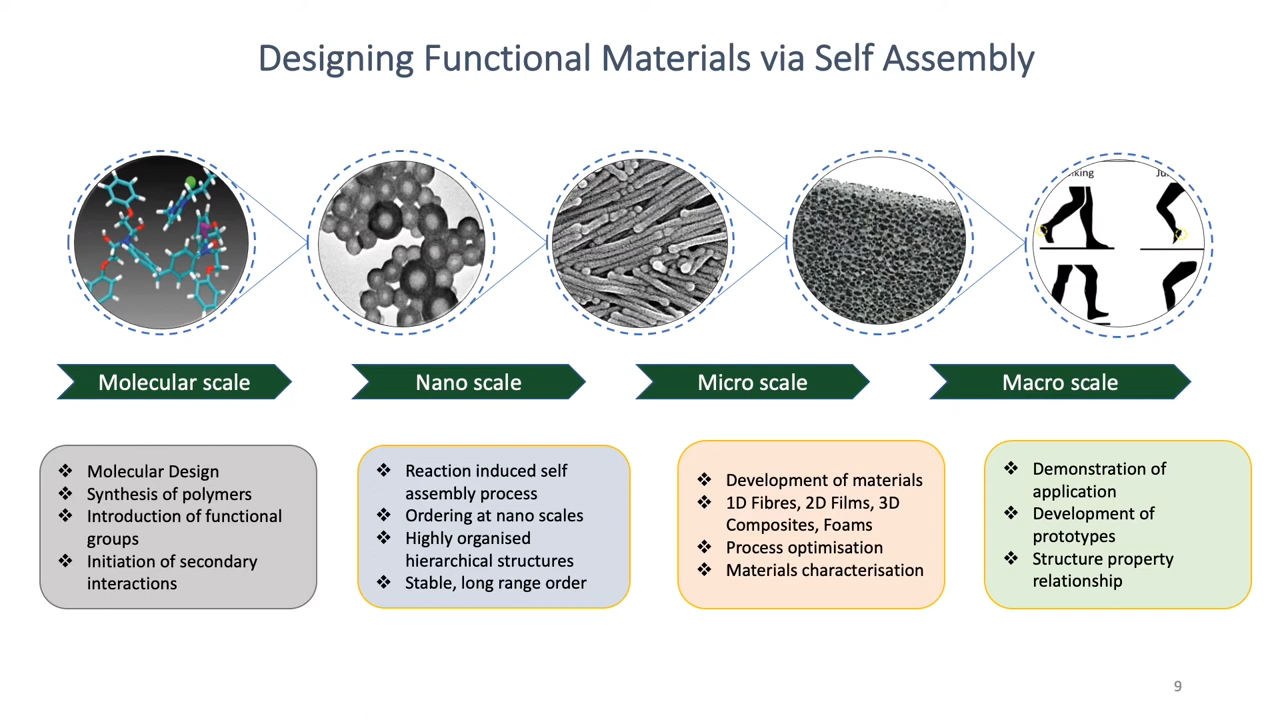 Designing Functional Materials via Self Assembly
Molecular scale
Nano scale
Micro scale
Macro scale
❖ Molecular Design
❖ Synthesis of polymers
❖ Introduction of functional
groups
❖ Initiation of secondary
interactions
❖ Reaction induced self
assembly process
❖ Ordering at nano scales
❖ Highly organised
hierarchical structures
❖ Stable, long range order
❖ Development of materials
❖ 1D Fibres, 2D Films, 3D
Composites, Foams
❖ Process optimisation
❖ Materials characterisation
❖ Demonstration of
application
❖ Development of
prototypes
❖ Structure property
relationship
9